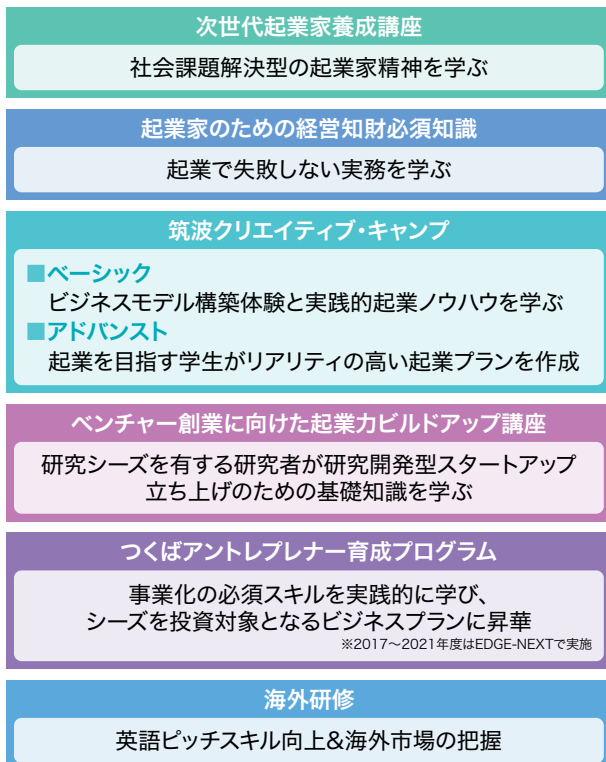 次世代起業家養成講座
社会課題解決型の起業家精神を学ぶ
起業家のための経営知財必須知識
起業で失敗しない実務を学ぶ
筑波クリエイティブ・キャンプ
■ベーシック
ビジネスモデル構築体験と実践的起業ノウハウを学ぶ
■アドバンスト
起業を目指す学生がリアリティの高い起業プランを作成
ベンチャー創業に向けた起業力ビルドアップ講座
研究シーズを有する研究者が研究開発型スタートアップ
立ち上げのための基礎知識を学ぶ
つくばアントレプレナー育成プログラム
事業化の必須スキルを実践的に学び、
シーズを投資対象となるビジネスプランに昇華
※2017～2021年度はEDGE-NEXTで実施
海外研修
英語ピッチスキル向上&海外市場の把握